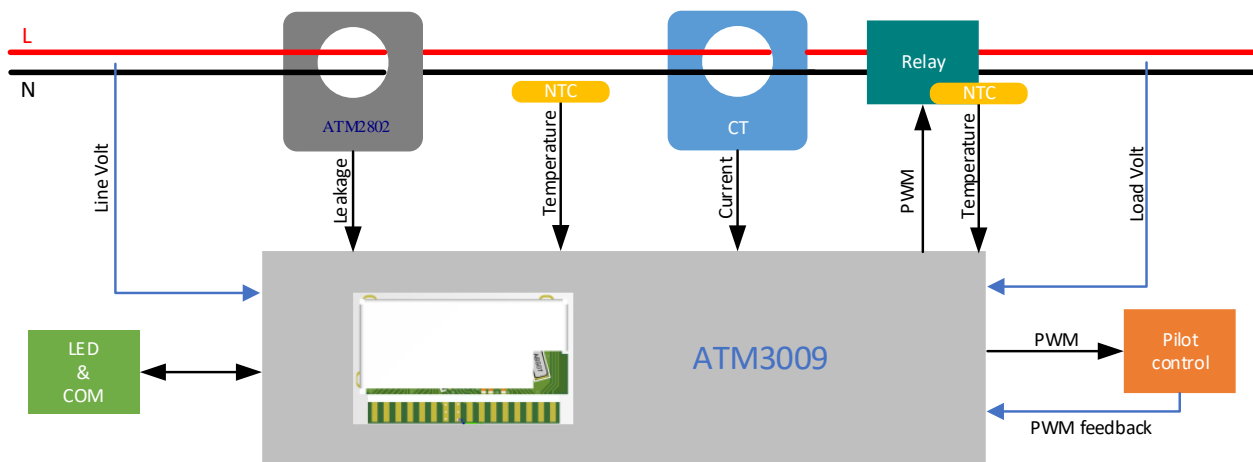 L
N
ATM2802
NTC
CT
Relay
NTC
Line Volt
Leakage
Temperature
Current
PWM
Temperature
Load Volt
LED
&
COM
ATM3009
PWM
Pilot
control
PWM feedback